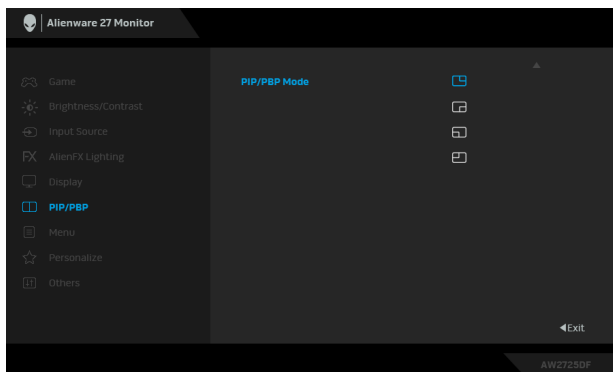 Alienware 27 Monitor
Game
PIP/PBP Mode
Brightness/Contrast
Input Source
FX AlienFX Lighting
Display
PIP/PBP
Menu
Personalize
Others
Exit
AW2725DF